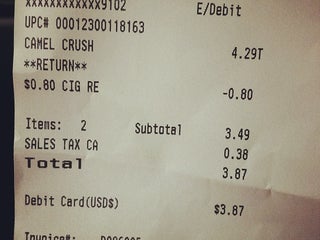 xxxxxxxxxxxx9102 E/Debit
UPC# 00012300118163
CAMEL CRUSH 4.29T
**RETURN**
$0.80 CIG RE -0.80
Items: 2 Subtotal 3.49
SALES TAX CA 0.38
Total 3.87
Debit Card(USD$) $3.87
Invoice#: